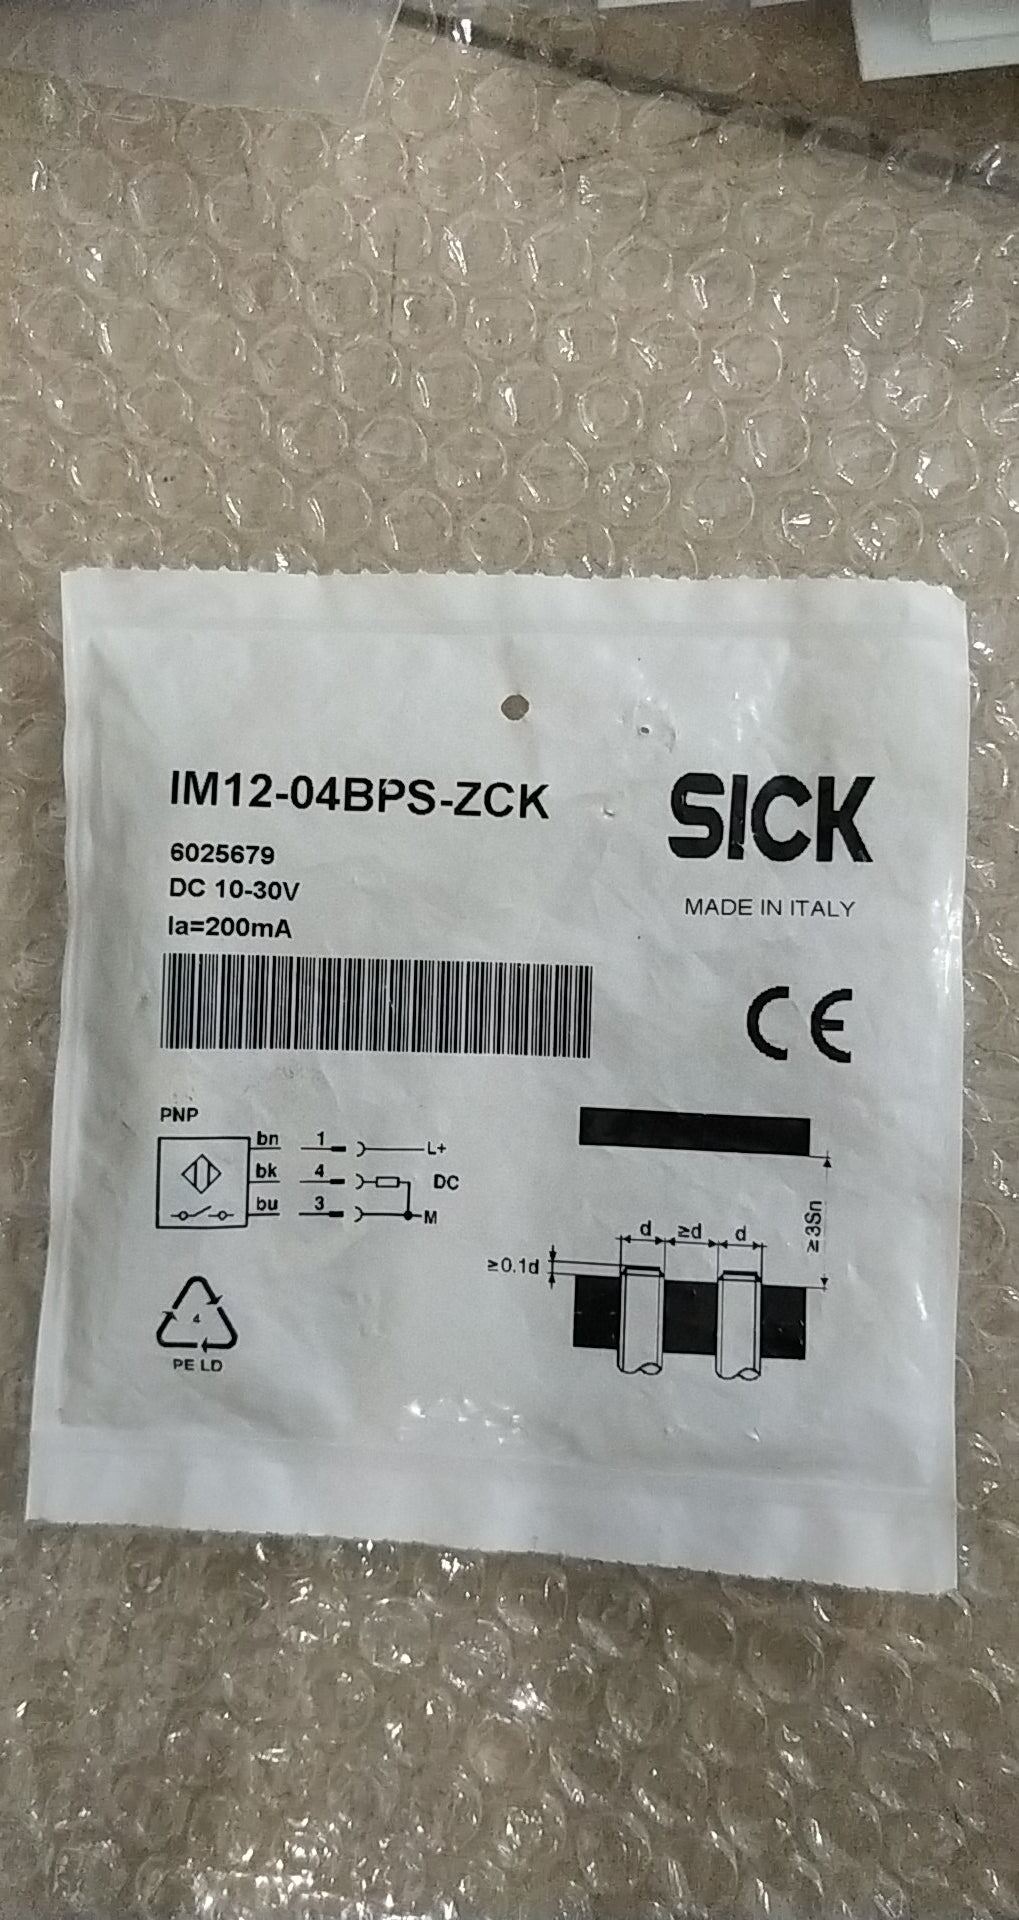 IM12-04BPS-ZCK
SICK
6025679
DC 10-30V
MADE IN ITALY
Ia=200mA
CE
PNP
bn 1 L+
bk 4 DC
bu 3 M
d ≥d d
≥3Sn
≥0.1d
4
PE LD